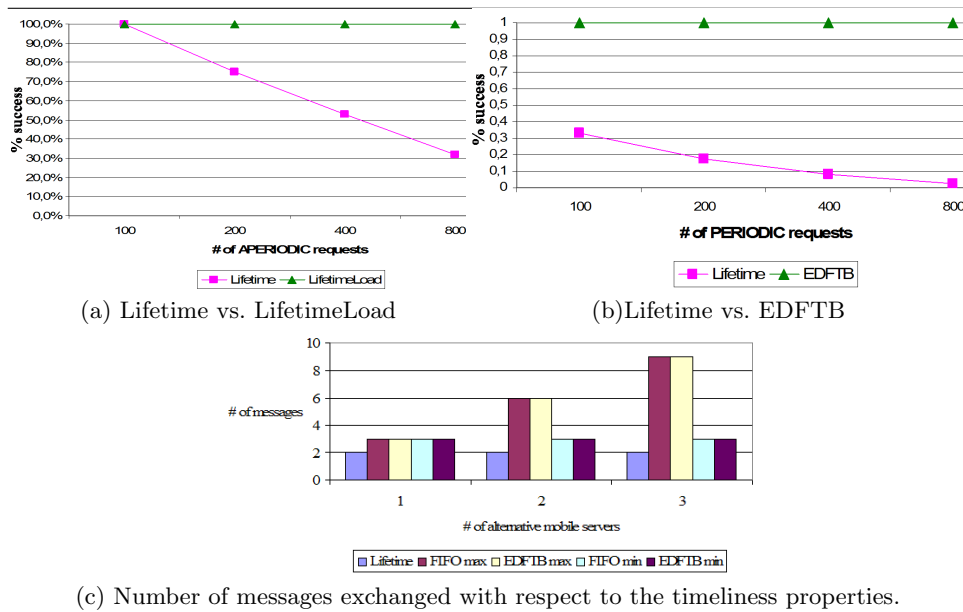 100,0%
90,0%
80,0%
70,0%
60,0%
50,0%
40,0%
30,0%
20,0%
10,0%
0,0%
% success
100 200 400 800
# of APERIODIC requests
Lifetime LifetimeLoad
(a) Lifetime vs. LifetimeLoad
1
0,9
0,8
0,7
0,6
0,5
0,4
0,3
0,2
0,1
0
% success
100 200 400 800
# of PERIODIC requests
Lifetime EDFTB
(b)Lifetime vs. EDFTB
10
8
6
4
2
0
# of messages
1 2 3
# of alternative mobile servers
Lifetime FIFO max EDFTB max FIFO min EDFTB min
(c) Number of messages exchanged with respect to the timeliness properties.